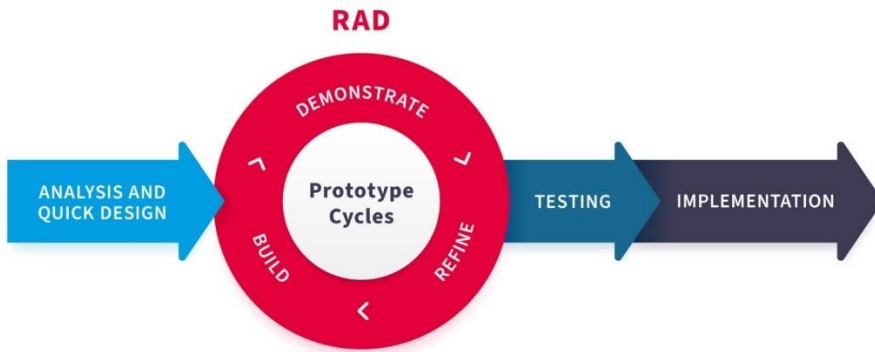 RAD
ANALYSIS AND
QUICK DESIGN
DEMONSTRATE
Prototype
Cycles
BUILD
REFINE
TESTING
IMPLEMENTATION